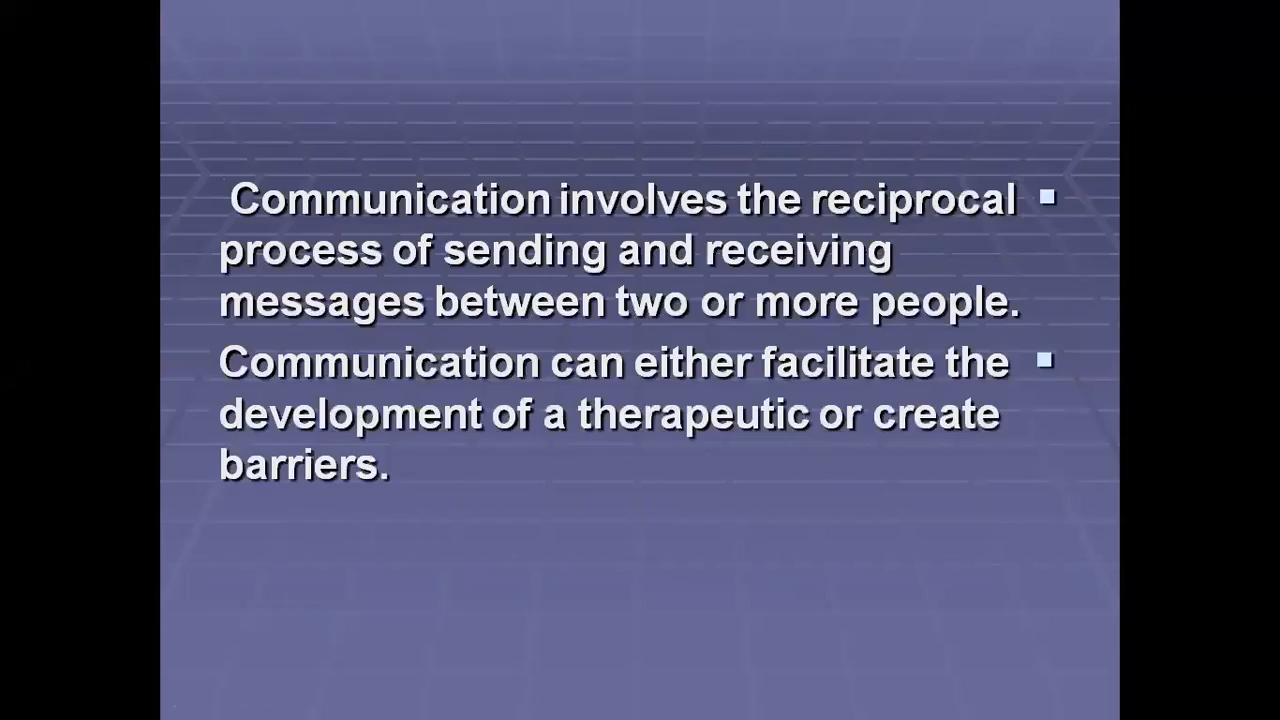 Communication involves the reciprocal
process of sending and receiving
messages between two or more people.
Communication can either facilitate the
development of a therapeutic or create
barriers.